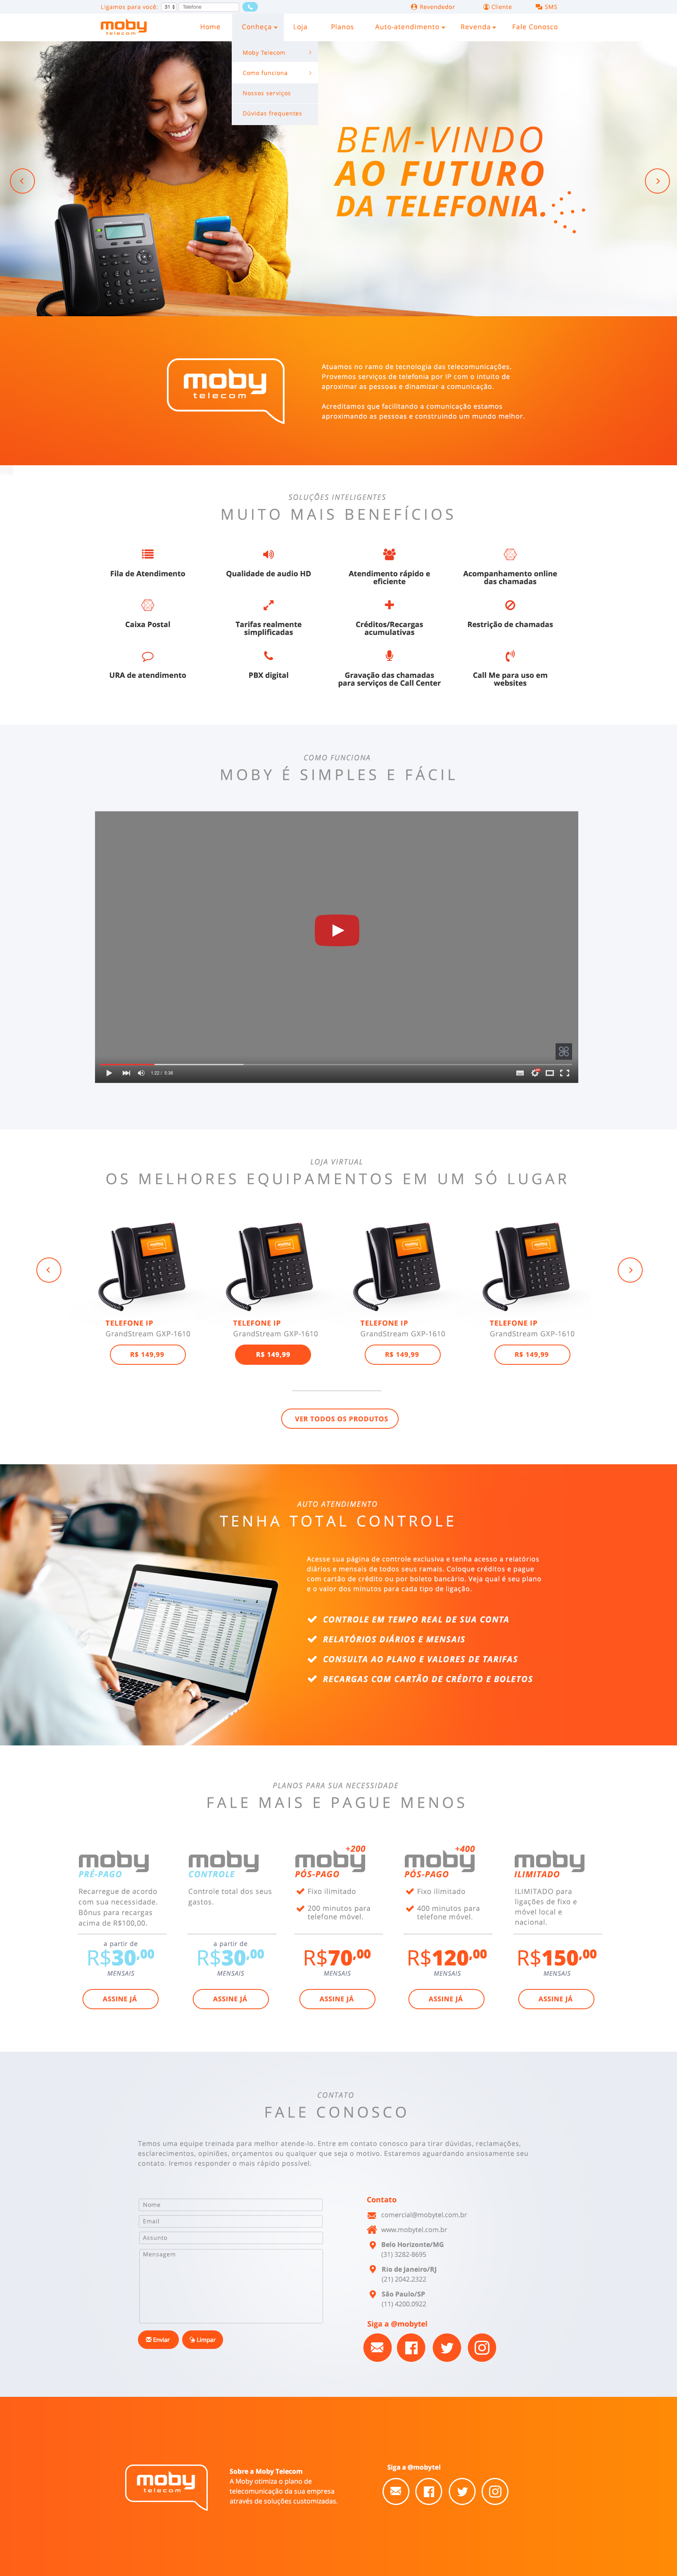 Ligamos para você: 31 Telefone
Revendedor
Cliente
SMS
moby
telecom
Home
Conheça
Loja
Planos
Auto-atendimento
Revenda
Fale Conosco
Moby Telecom
Como funciona
Nossos serviços
Dúvidas frequentes
BEM-VINDO
AO FUTURO
DA TELEFONIA.
moby
telecom
Atuamos no ramo de tecnologia das telecomunicações.
Provemos serviços de telefonia por IP com o intuito de
aproximar as pessoas e dinamizar a comunicação.
Acreditamos que facilitando a comunicação estamos
aproximando as pessoas e construindo um mundo melhor.
SOLUÇÕES INTELIGENTES
MUITO MAIS BENEFÍCIOS
Fila de Atendimento
Qualidade de audio HD
Atendimento rápido e
eficiente
Acompanhamento online
das chamadas
Caixa Postal
Tarifas realmente
simplificadas
Créditos/Recargas
acumulativas
Restrição de chamadas
URA de atendimento
PBX digital
Gravação das chamadas
para serviços de Call Center
Call Me para uso em
websites
COMO FUNCIONA
MOBY É SIMPLES E FÁCIL
1:22 / 5:36
LOJA VIRTUAL
OS MELHORES EQUIPAMENTOS EM UM SÓ LUGAR
TELEFONE IP
GrandStream GXP-1610
R$ 149,99
TELEFONE IP
GrandStream GXP-1610
R$ 149,99
TELEFONE IP
GrandStream GXP-1610
R$ 149,99
TELEFONE IP
GrandStream GXP-1610
R$ 149,99
VER TODOS OS PRODUTOS
AUTO ATENDIMENTO
TENHA TOTAL CONTROLE
Acesse sua página de controle exclusiva e tenha acesso a relatórios
diários e mensais de todos seus ramais. Coloque créditos e pague
com cartão de crédito ou por boleto bancário. Veja qual é seu plano
e o valor dos minutos para cada tipo de ligação.
CONTROLE EM TEMPO REAL DE SUA CONTA
RELATÓRIOS DIÁRIOS E MENSAIS
CONSULTA AO PLANO E VALORES DE TARIFAS
RECARGAS COM CARTÃO DE CRÉDITO E BOLETOS
PLANOS PARA SUA NECESSIDADE
FALE MAIS E PAGUE MENOS
moby
PRÉ-PAGO
Recarregue de acordo
com sua necessidade.
Bônus para recargas
acima de R$100,00.
a partir de
R$30,00
MENSAIS
ASSINE JÁ
moby
CONTROLE
Controle total dos seus
gastos.
a partir de
R$30,00
MENSAIS
ASSINE JÁ
+200
moby
PÓS-PAGO
Fixo ilimitado
200 minutos para
telefone móvel.
R$70,00
MENSAIS
ASSINE JÁ
+400
moby
PÓS-PAGO
Fixo ilimitado
400 minutos para
telefone móvel.
R$120,00
MENSAIS
ASSINE JÁ
moby
ILIMITADO
ILIMITADO para
ligações de fixo e
móvel local e
nacional.
R$150,00
MENSAIS
ASSINE JÁ
CONTATO
FALE CONOSCO
Temos uma equipe treinada para melhor atende-lo. Entre em contato conosco para tirar dúvidas, reclamações,
esclarecimentos, opiniões, orçamentos ou qualquer que seja o motivo. Estaremos aguardando ansiosamente seu
contato. Iremos responder o mais rápido possível.
Nome
Email
Assunto
Mensagem
Enviar
Limpar
Contato
comercial@mobytel.com.br
www.mobytel.com.br
Belo Horizonte/MG
(31) 3282-8695
Rio de Janeiro/RJ
(21) 2042.2322
São Paulo/SP
(11) 4200.0922
Siga a @mobytel
moby
telecom
Sobre a Moby Telecom
A Moby otimiza o plano de
telecomunicação da sua empresa
através de soluções customizadas.
Siga a @mobytel